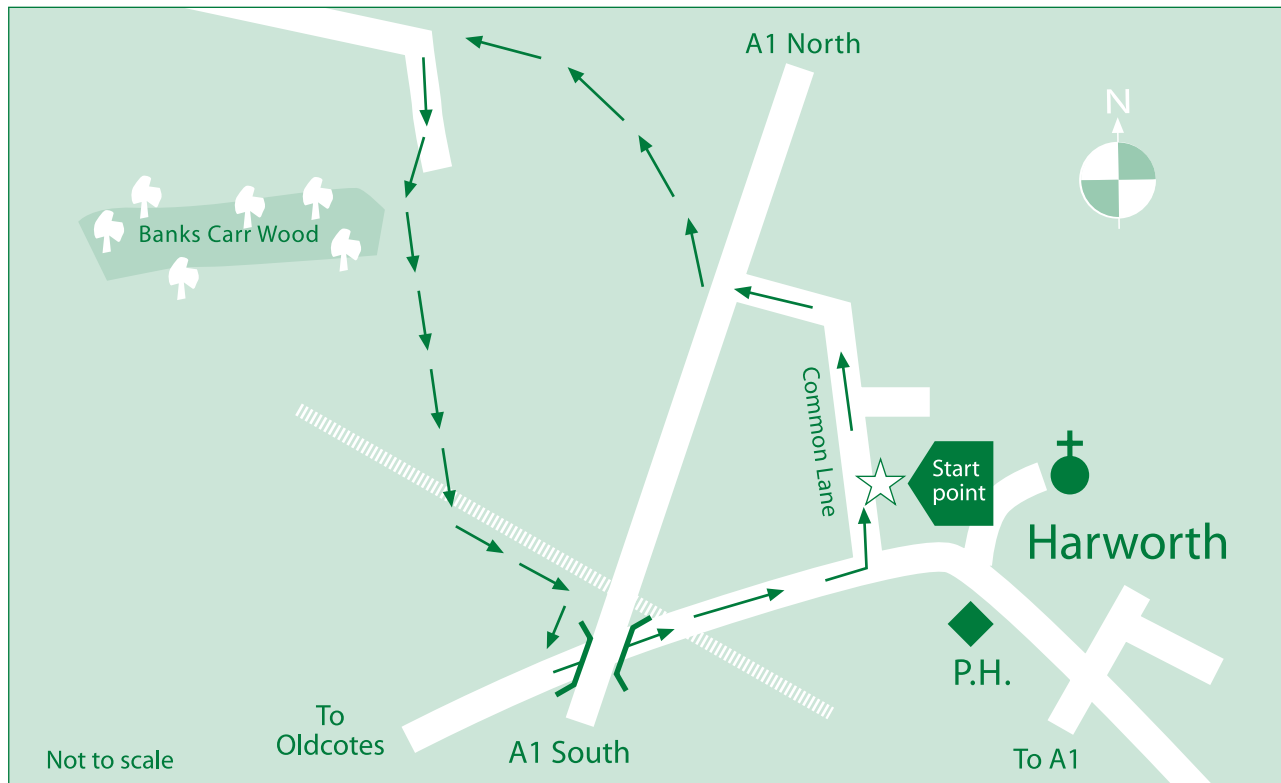 A1 North
N
Banks Carr Wood
Common Lane
Start
point
Harworth
P.H.
To
Oldcotes
A1 South
To A1
Not to scale